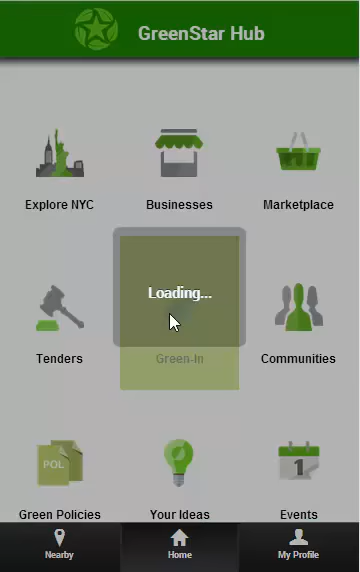 GreenStar Hub
Explore NYC
Businesses
Marketplace
Loading...
Tenders
Green-In
Communities
POL
1
Green Policies
Your Ideas
Events
Nearby
Home
My Profile